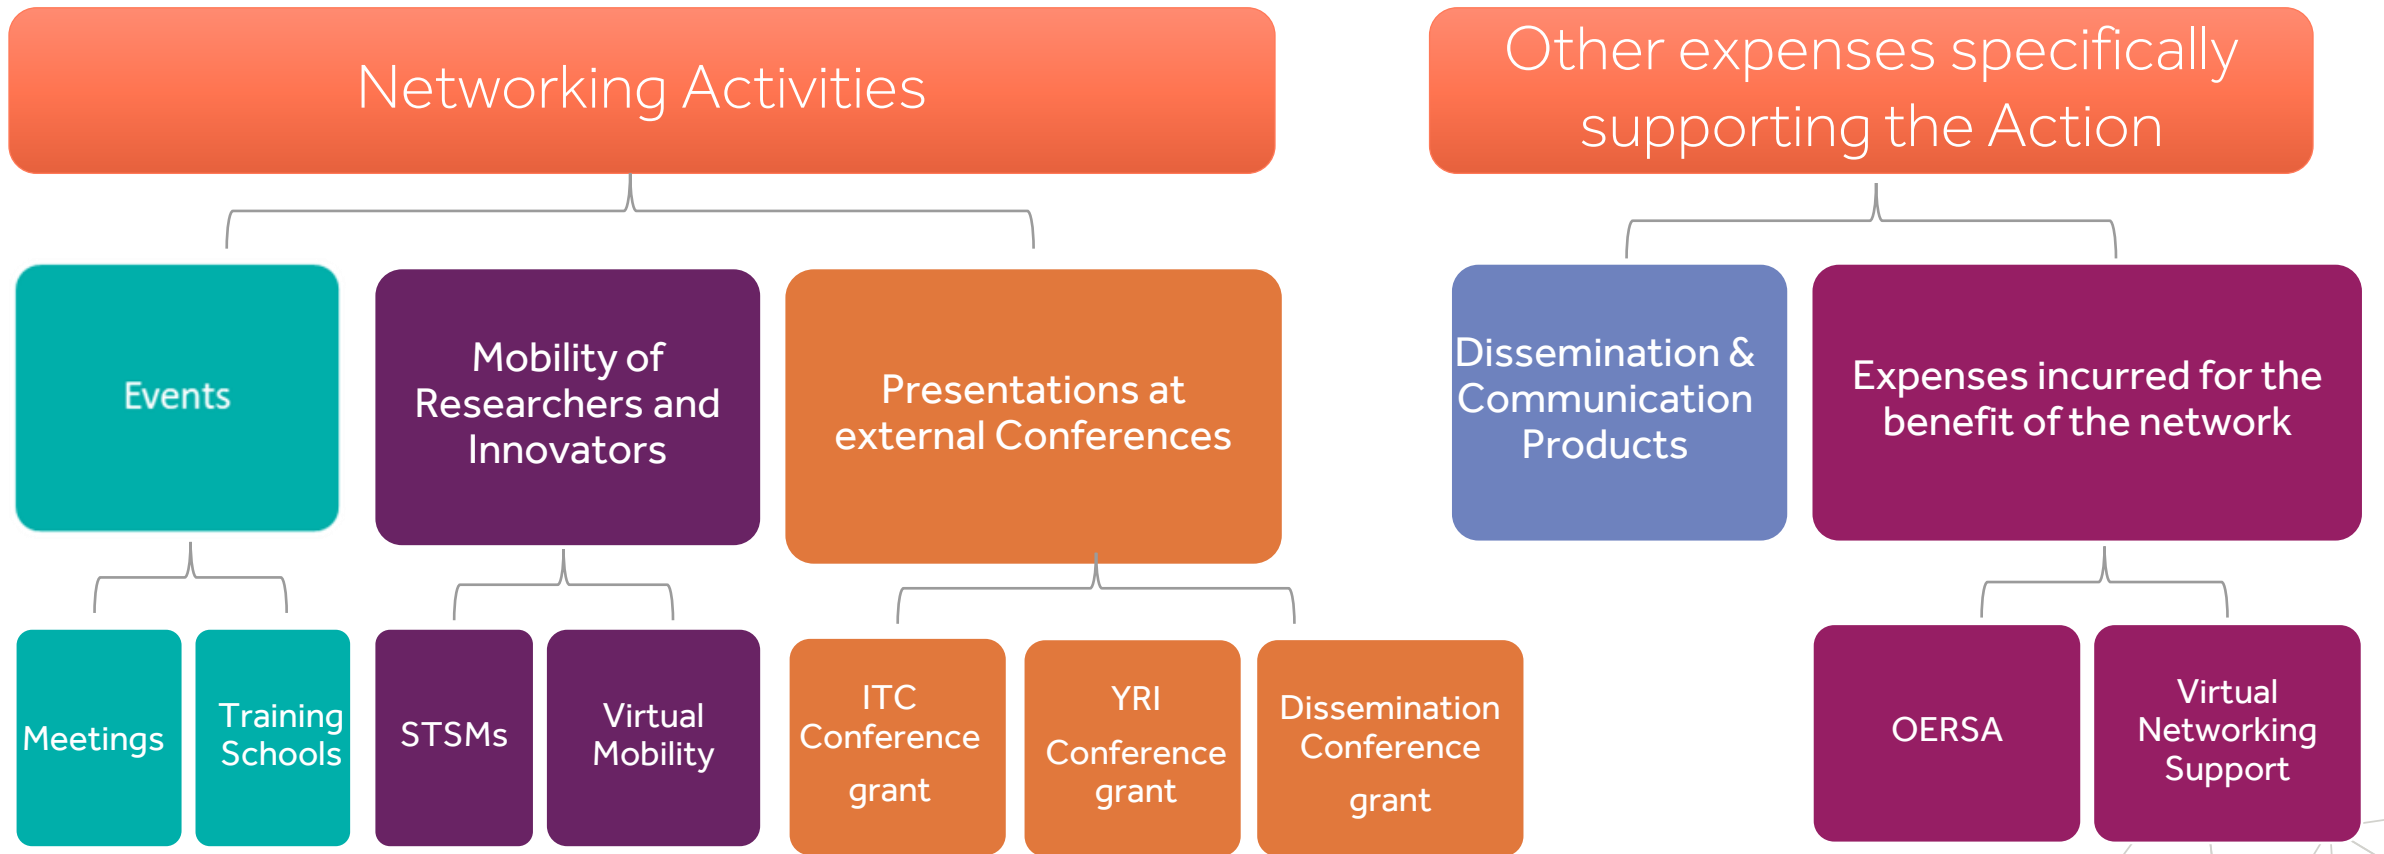 Networking Activities
Other expenses specifically
supporting the Action
Events
Mobility of
Researchers and
Innovators
Presentations at
external Conferences
Dissemination &
Communication
Products
Expenses incurred for the
benefit of the network
Meetings
Training
Schools
STSMs
Virtual
Mobility
ITC
Conference
grant
YRI
Conference
grant
Dissemination
Conference
grant
OERSA
Virtual
Networking
Support